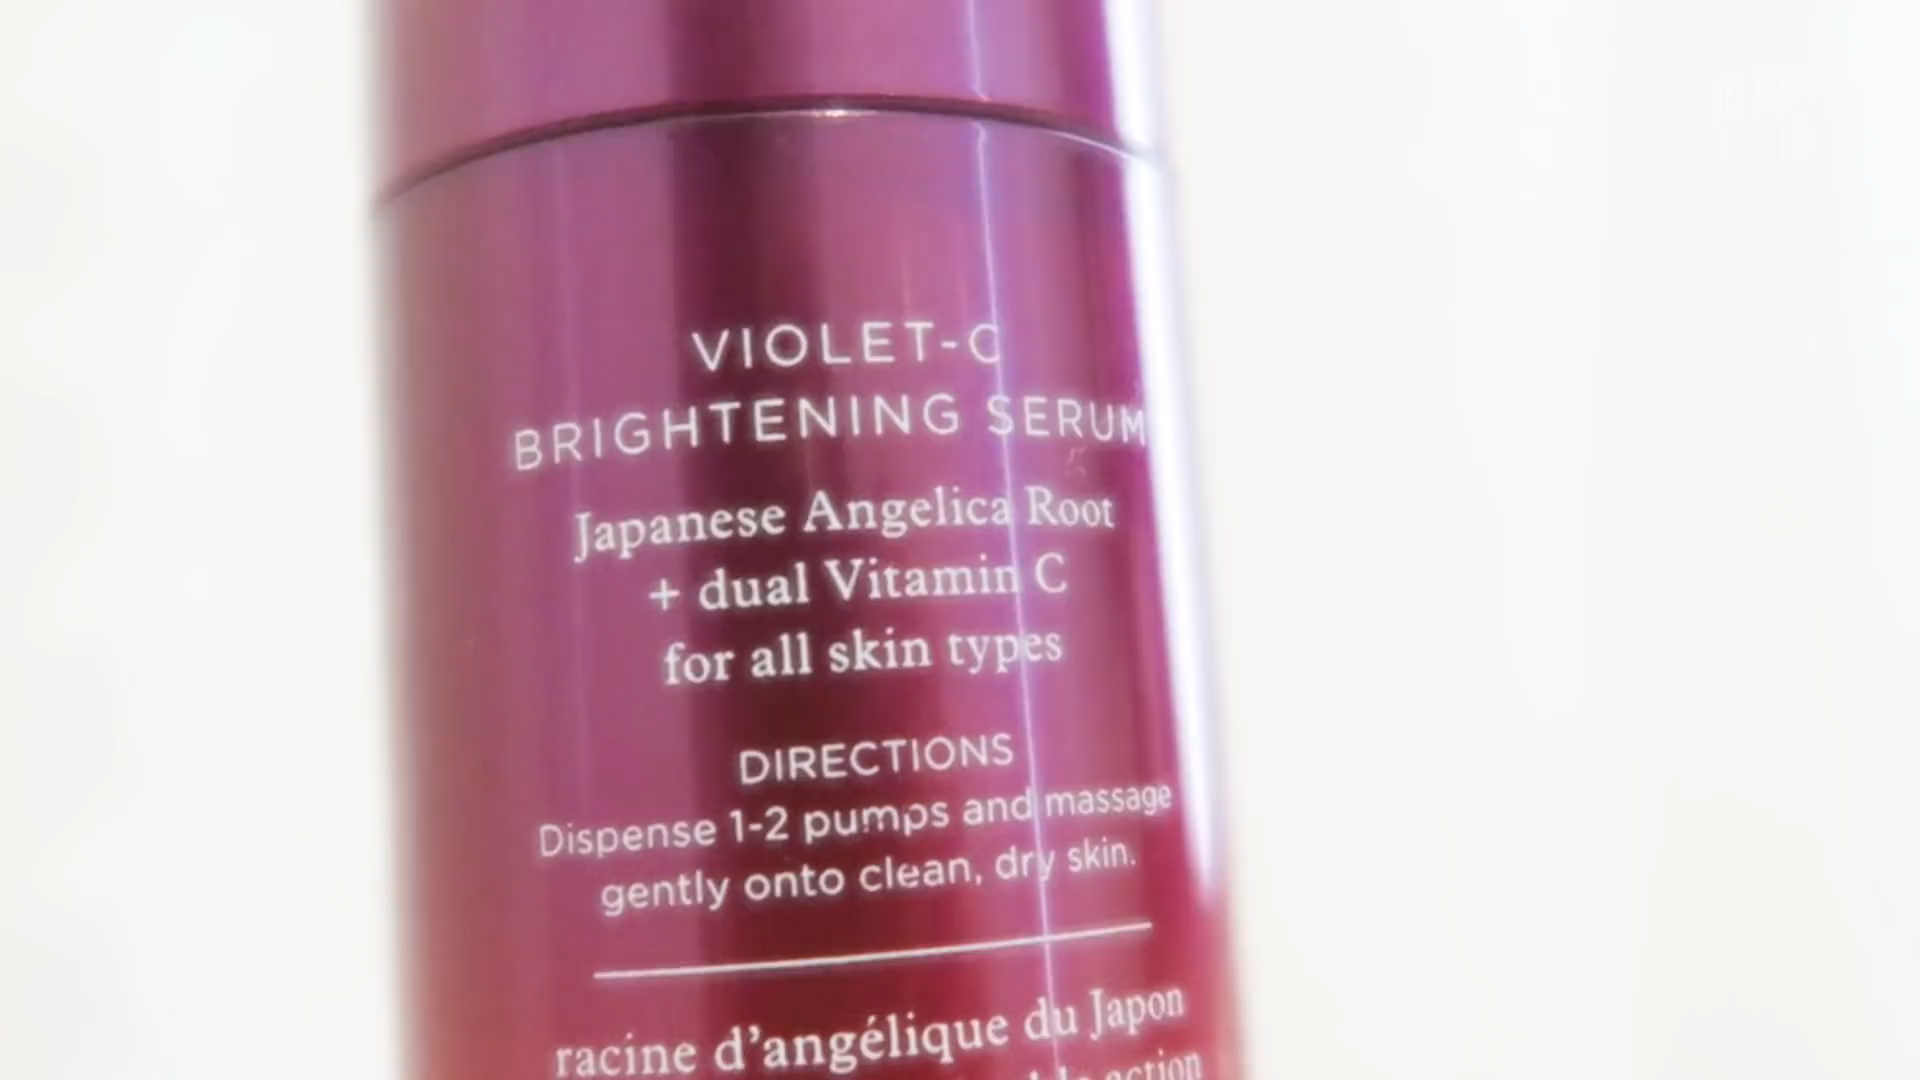 VIOLET-C
BRIGHTENING SERUM
Japanese Angelica Root
+ dual Vitamin C
for all skin types
DIRECTIONS
Dispense 1-2 pumps and massage
gently onto clean, dry skin.
racine d'angélique du Japon
action